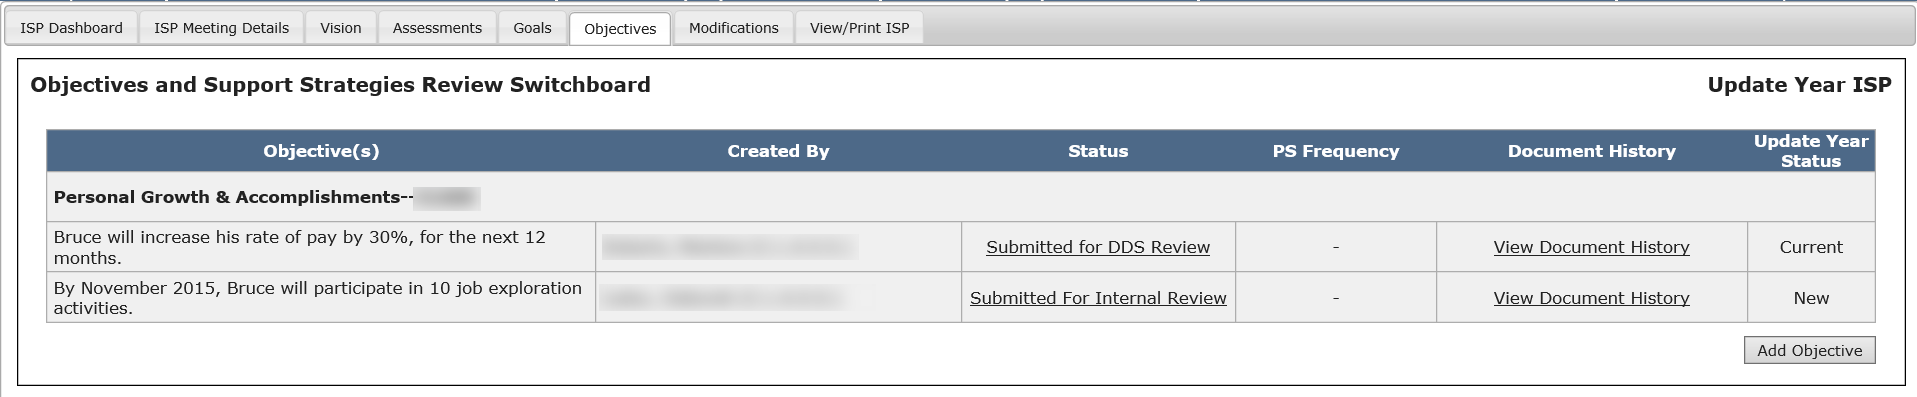 ISP Dashboard ISP Meeting Details Vision Assessments Goals Objectives Modifications View/Print ISP
Objectives and Support Strategies Review Switchboard Update Year ISP
Objective(s) Created By Status PS Frequency Document History Update Year Status
Personal Growth & Accomplishments--
Bruce will increase his rate of pay by 30%, for the next 12
months.
Submitted for DDS Review - View Document History Current
By November 2015, Bruce will participate in 10 job exploration
activities.
Submitted For Internal Review - View Document History New
Add Objective